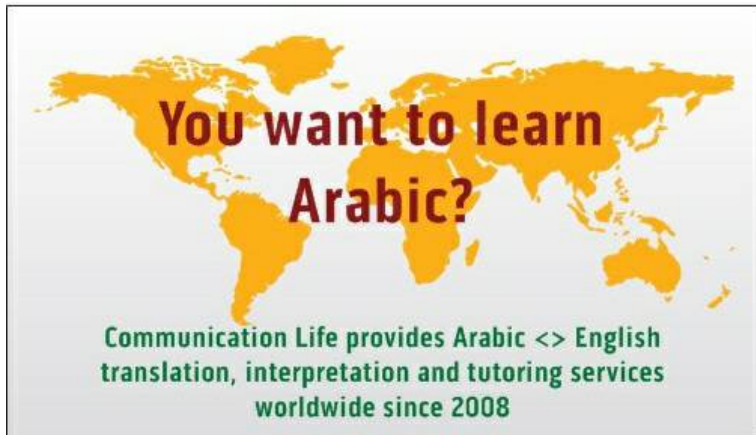 You want to learn
Arabic?
Communication Life provides Arabic <> English
translation, interpretation and tutoring services
worldwide since 2008